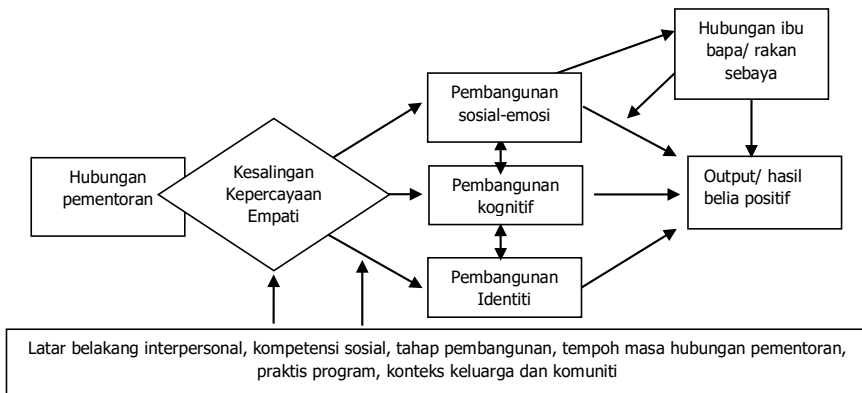 Hubungan ibu
bapa/ rakan
sebaya
Pembangunan
sosial-emosi
Hubungan
pementoran
Kesalingan
Kepercayaan
Empati
Pembangunan
kognitif
Output/ hasil
belia positif
Pembangunan
Identiti
Latar belakang interpersonal, kompetensi sosial, tahap pembangunan, tempoh masa hubungan pementoran,
praktis program, konteks keluarga dan komuniti